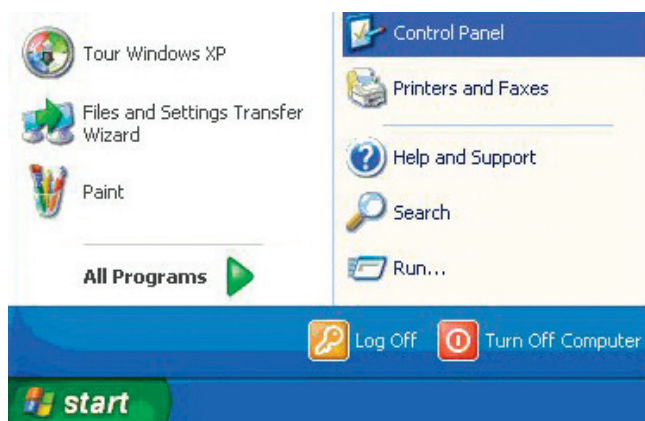 Tour Windows XP
Files and Settings Transfer
Wizard
Paint
All Programs
Control Panel
Printers and Faxes
Help and Support
Search
Run...
Log Off
Turn Off Computer
start